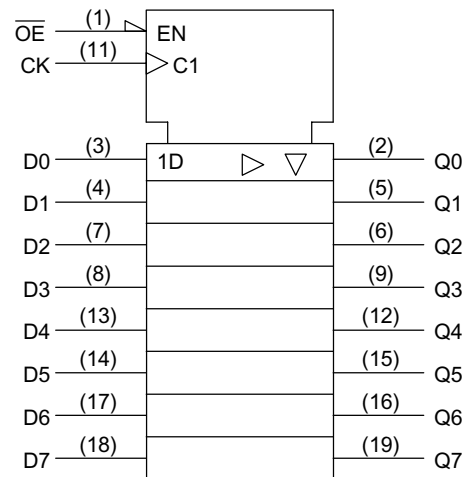 OE (1) EN
CK (11) C1
D0 (3) 1D (2) Q0
D1 (4) (5) Q1
D2 (7) (6) Q2
D3 (8) (9) Q3
D4 (13) (12) Q4
D5 (14) (15) Q5
D6 (17) (16) Q6
D7 (18) (19) Q7